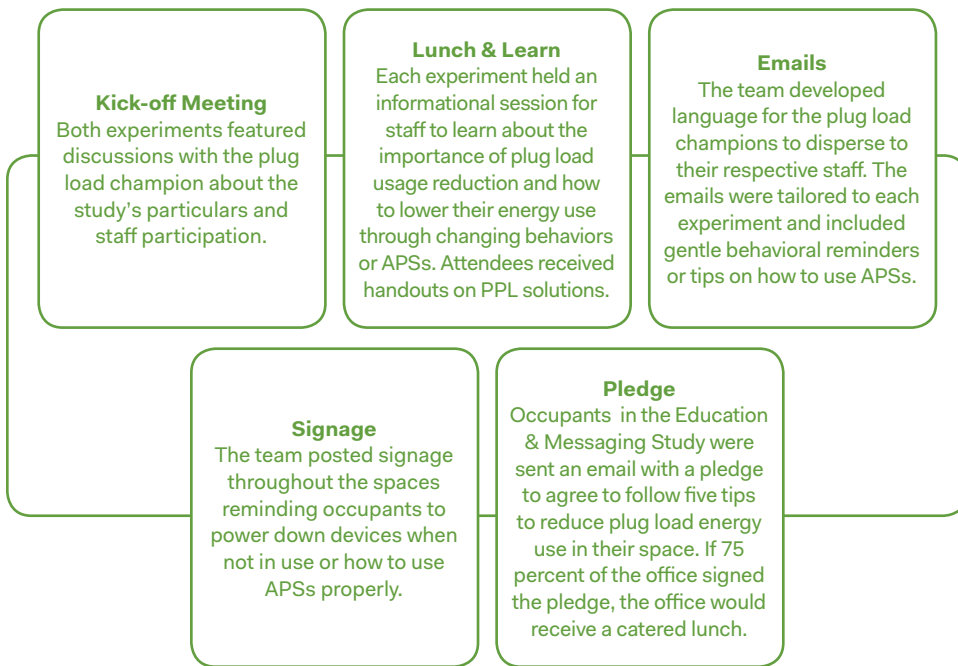 Kick-off Meeting
Both experiments featured
discussions with the plug
load champion about the
study's particulars and
staff participation.
Lunch & Learn
Each experiment held an
informational session for
staff to learn about the
importance of plug load
usage reduction and how
to lower their energy use
through changing behaviors
or APSs. Attendees received
handouts on PPL solutions.
Emails
The team developed
language for the plug load
champions to disperse to
their respective staff. The
emails were tailored to each
experiment and included
gentle behavioral reminders
or tips on how to use APSs.
Signage
The team posted signage
throughout the spaces
reminding occupants to
power down devices when
not in use or how to use
APSs properly.
Pledge
Occupants in the Education
& Messaging Study were
sent an email with a pledge
to agree to follow five tips
to reduce plug load energy
use in their space. If 75
percent of the office signed
the pledge, the office would
receive a catered lunch.